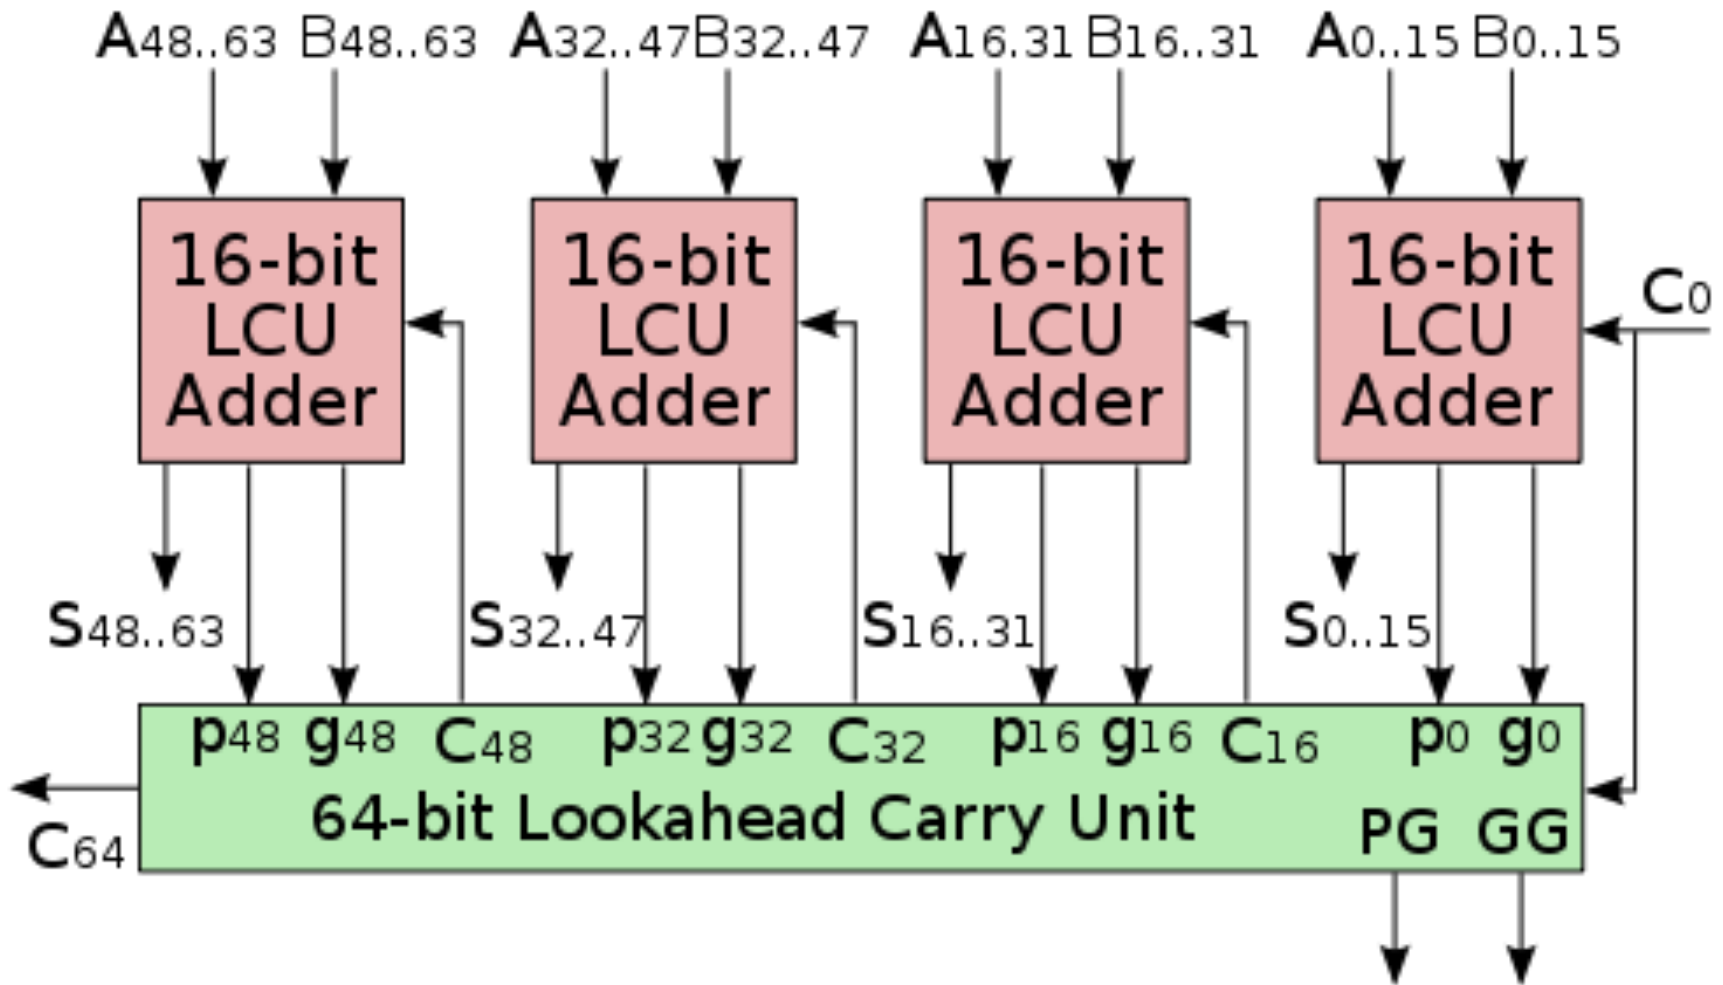 A48..63 B48..63 A32..47 B32..47 A16.31 B16..31 A0..15 B0..15
16-bit LCU Adder
16-bit LCU Adder
16-bit LCU Adder
16-bit LCU Adder
C0
S48..63 S32..47 S16..31 S0..15
p48 g48 C48 p32 g32 C32 p16 g16 C16 p0 g0
64-bit Lookahead Carry Unit PG GG
C64